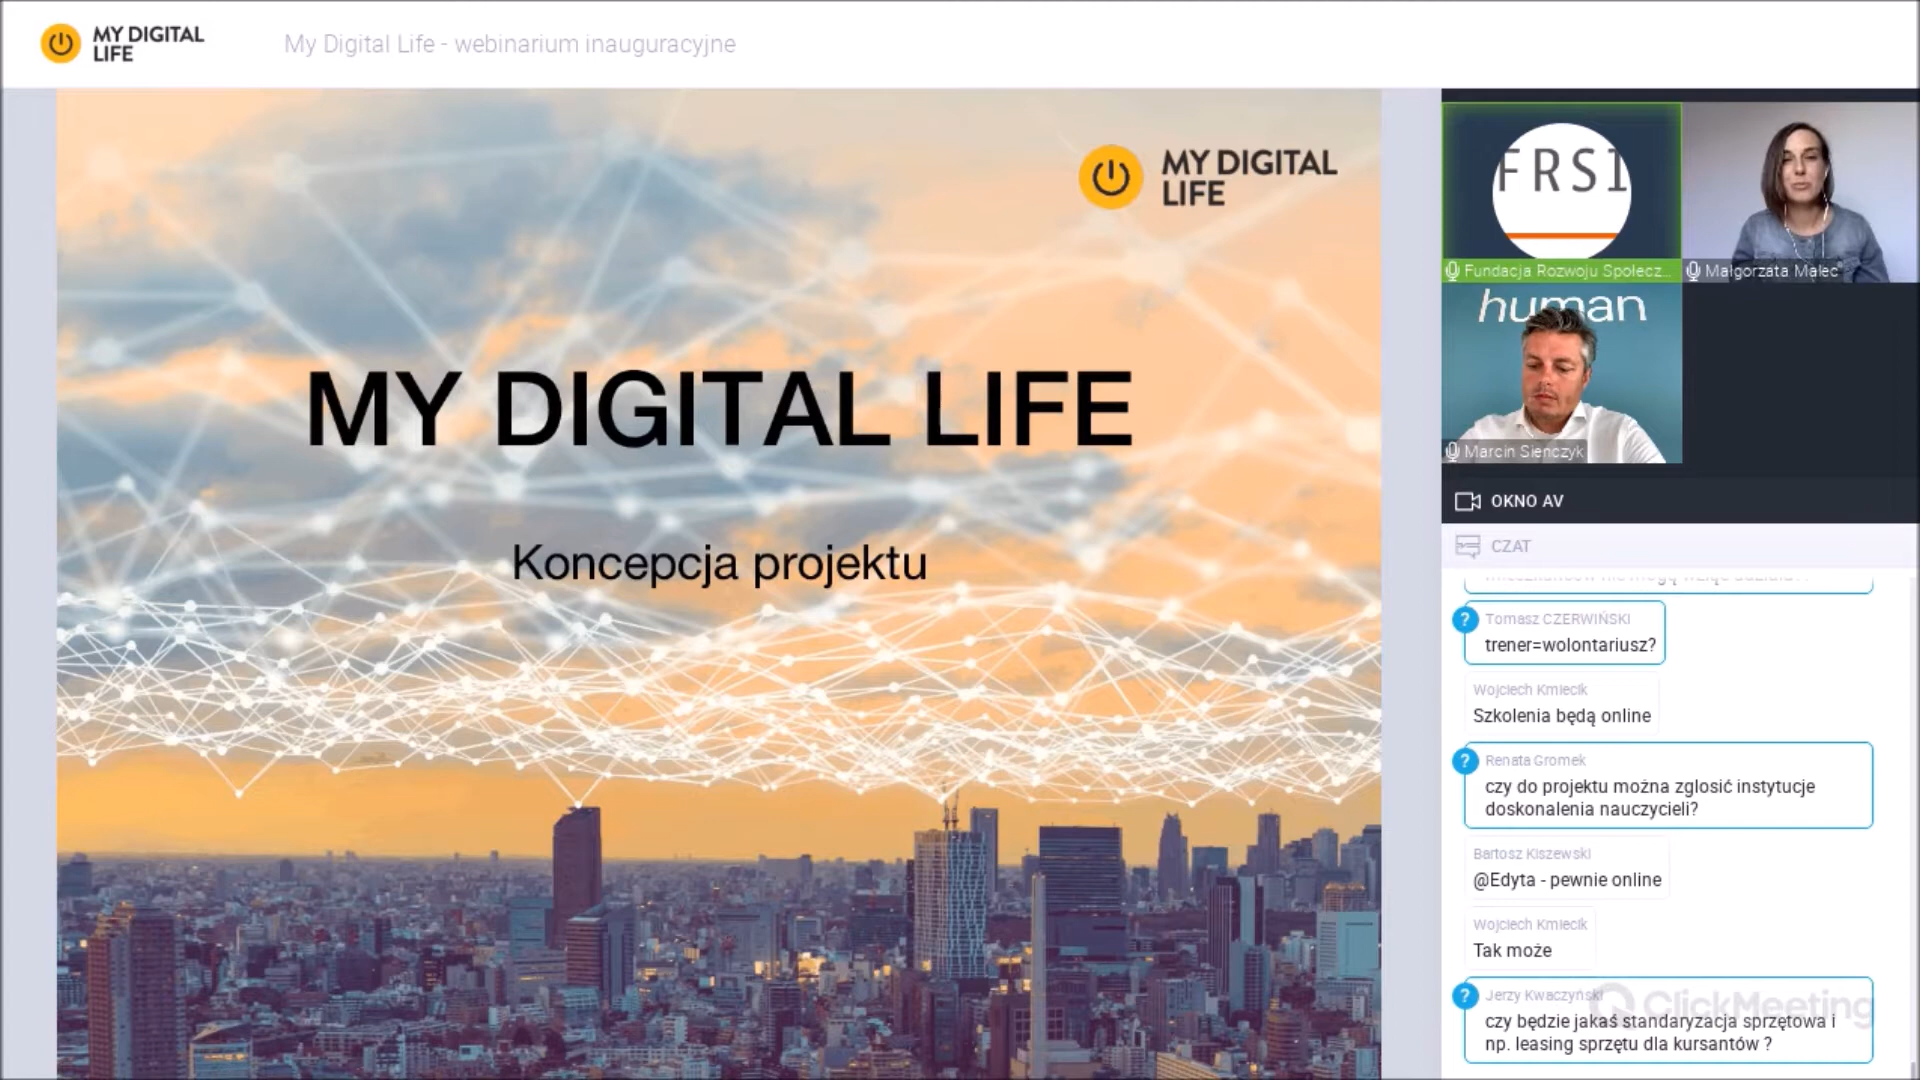 MY DIGITAL
LIFE
My Digital Life - webinarium inauguracyjne
MY DIGITAL
LIFE
MY DIGITAL LIFE
Koncepcja projektu
FRSI
Fundacja Rozwoju Społecz...
Małgorzata Malec
human
Marcin Sieńczyk
OKNO AV
CZAT
Tomasz CZERWIŃSKI
trener=wolontariusz?
Wojciech Kmiecik
Szkolenia będą online
Renata Gromek
czy do projektu można zglosić instytucje
doskonalenia nauczycieli?
Bartosz Kiszewski
@Edyta - pewnie online
Wojciech Kmiecik
Tak może
Jerzy Kwaczyński
ClickMeeting
czy będzie jakaś standaryzacja sprzętowa i
np. leasing sprzętu dla kursantów ?